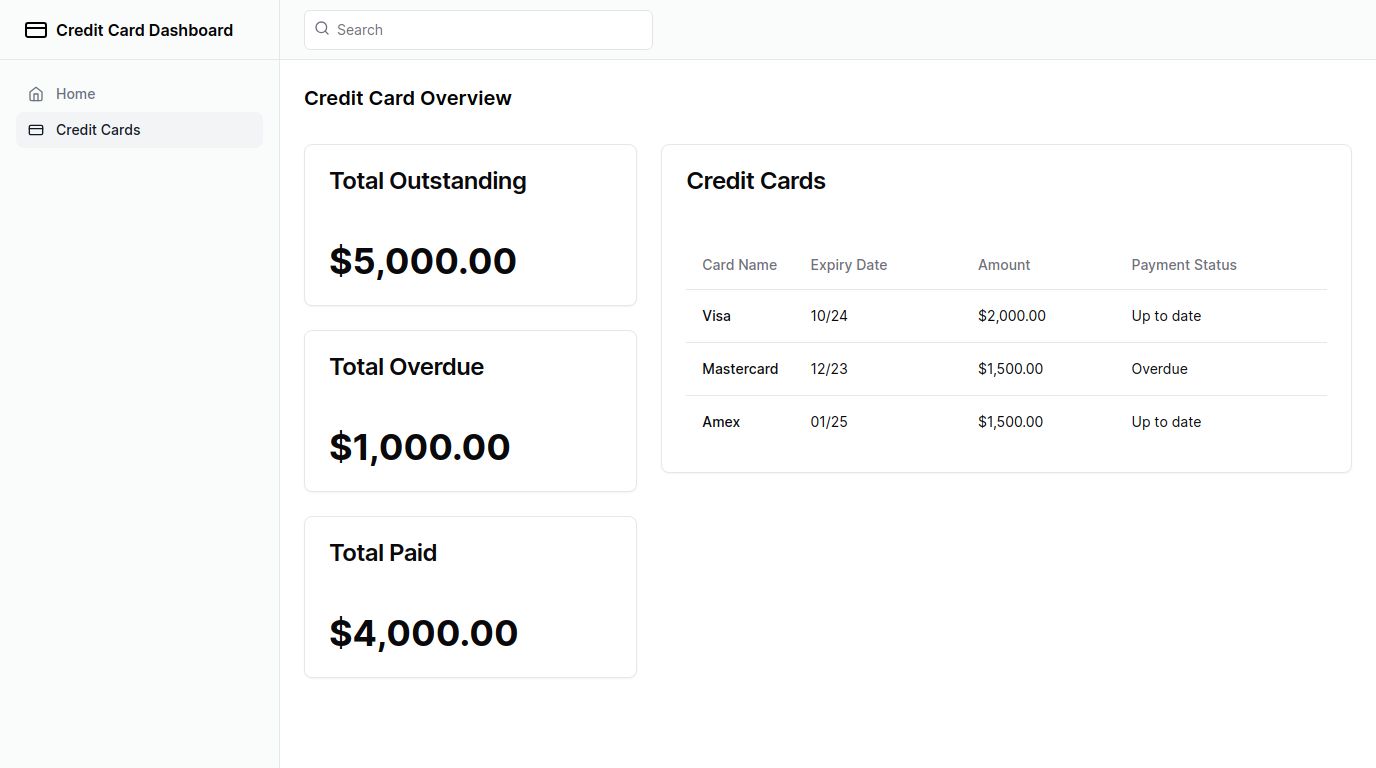 Credit Card Dashboard
Search
Home
Credit Cards
Credit Card Overview
Total Outstanding
$5,000.00
Total Overdue
$1,000.00
Total Paid
$4,000.00
Credit Cards
Card Name Expiry Date Amount Payment Status
Visa 10/24 $2,000.00 Up to date
Mastercard 12/23 $1,500.00 Overdue
Amex 01/25 $1,500.00 Up to date